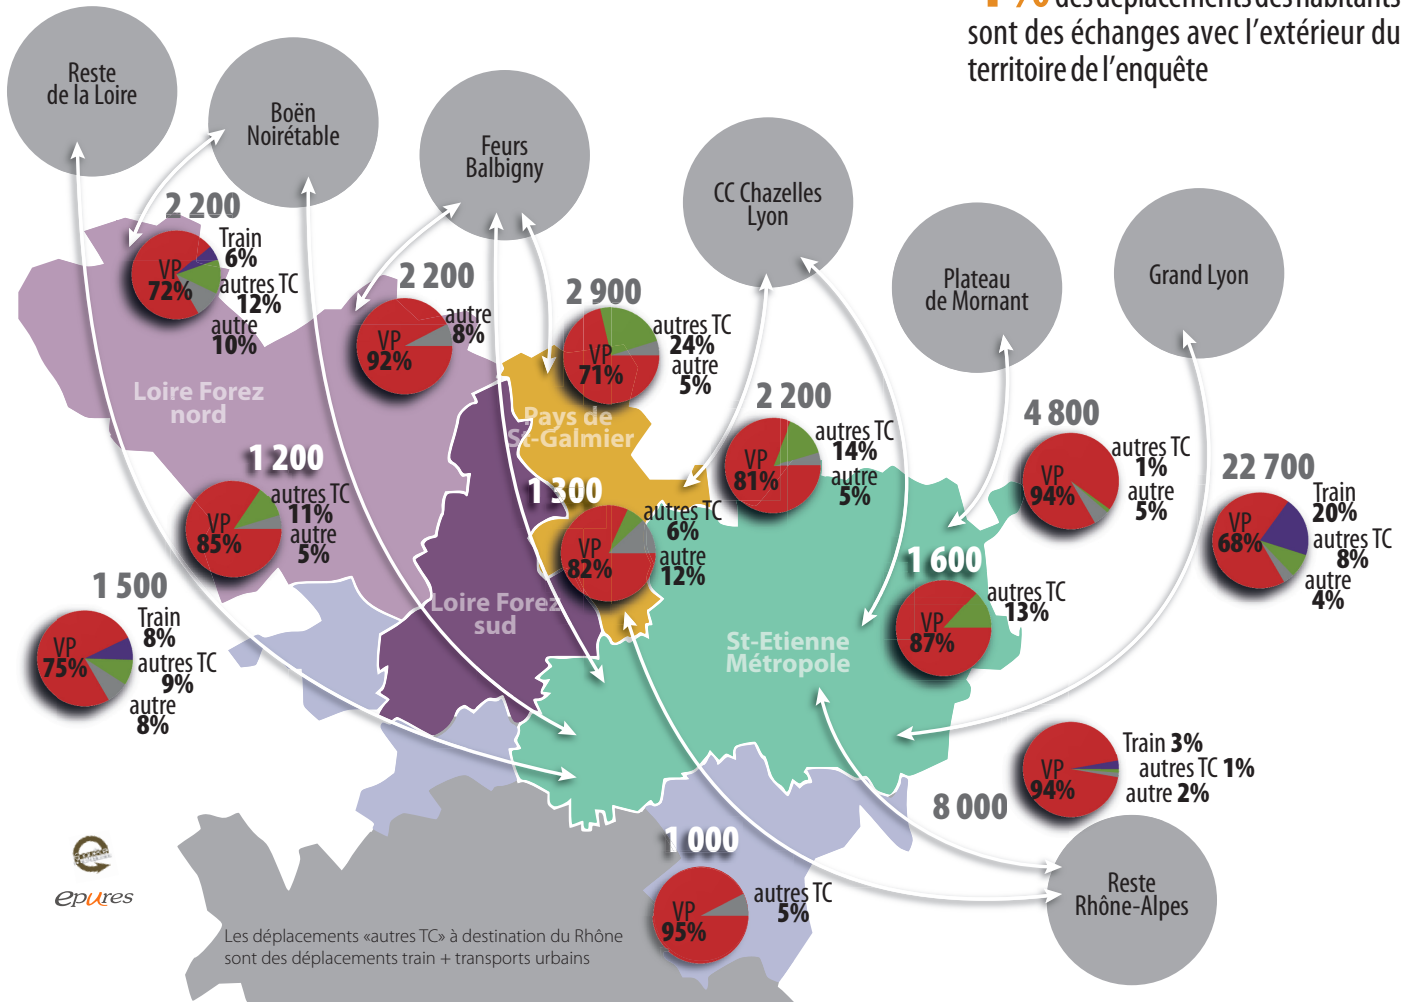 % des déplacements des habitants
sont des échanges avec l'extérieur du
territoire de l'enquête
Reste
de la Loire
Boën
Noirétable
Feurs
Balbigny
CC Chazelles
Lyon
Plateau
de Mornant
Grand Lyon
2 200
VP
72%
Train
6%
autres TC
12%
autre
10%
2 200
VP
92%
autre
8%
2 900
VP
71%
autres TC
24%
autre
5%
2 200
VP
81%
autres TC
14%
autre
5%
4 800
VP
94%
autres TC
1%
autre
5%
22 700
VP
68%
Train
20%
autres TC
8%
autre
4%
Loire Forez
nord
Pays de
St-Galmier
1 200
VP
85%
autres TC
11%
autre
5%
1 300
VP
82%
autres TC
6%
autre
12%
1 600
VP
87%
autres TC
13%
1 500
VP
75%
Train
8%
autres TC
9%
autre
8%
Loire Forez
sud
St-Etienne
Métropole
VP
94%
Train 3%
autres TC 1%
autre 2%
8 000
1 000
VP
95%
autres TC
5%
Reste
Rhône-Alpes
epures
Les déplacements «autres TC» à destination du Rhône
sont des déplacements train + transports urbains